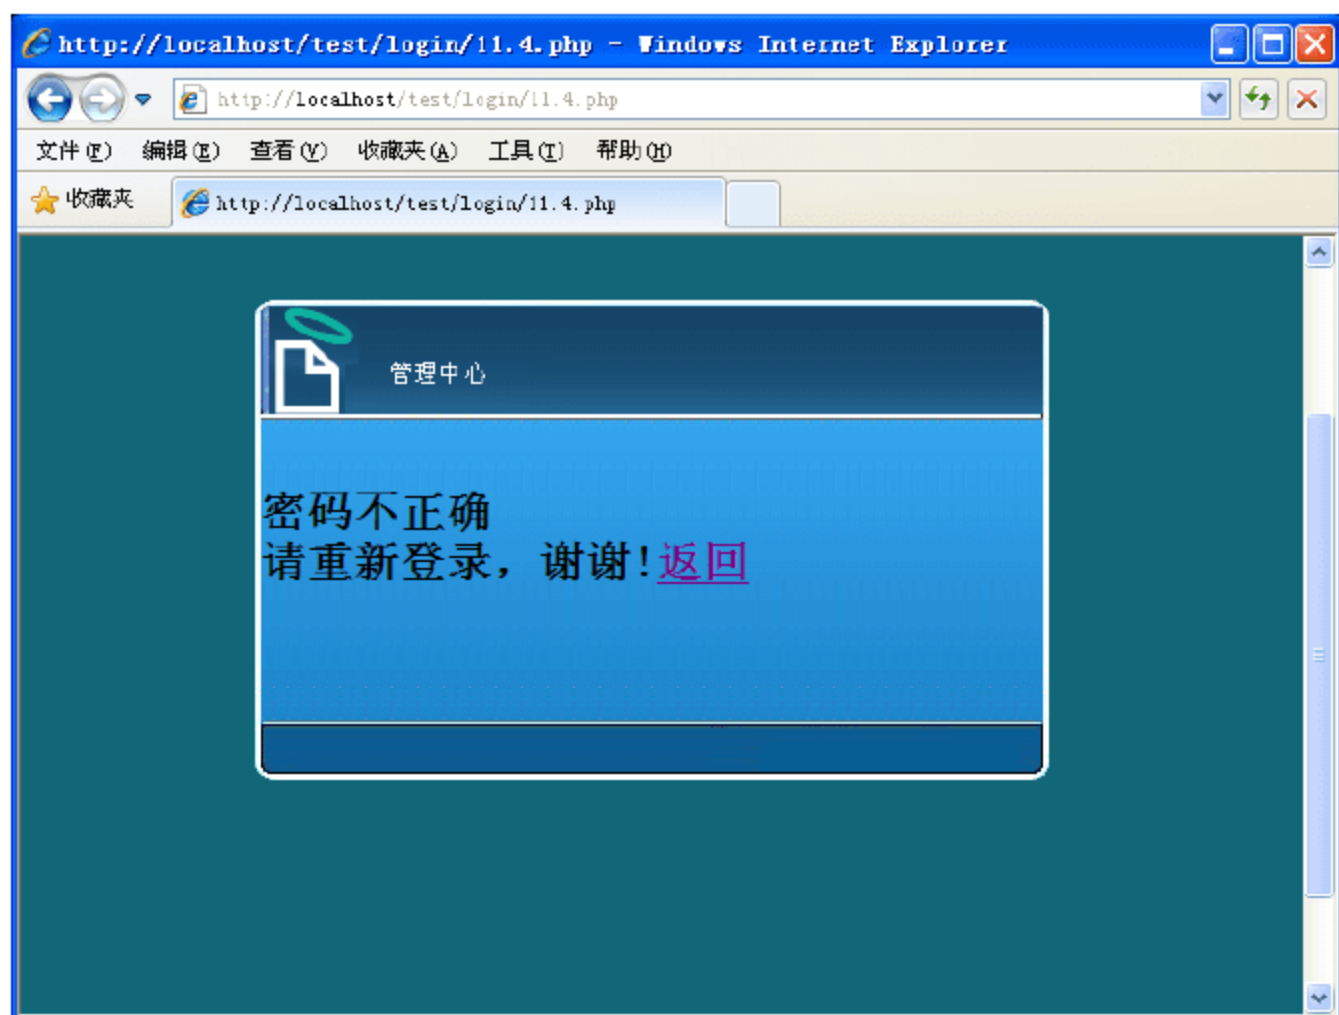 http://localhost/test/login/11.4.php - Windows Internet Explorer
http://localhost/test/login/11.4.php
文件(F) 编辑(E) 查看(V) 收藏夹(A) 工具(T) 帮助(H)
收藏夹 http://localhost/test/login/11.4.php
管理中心
密码不正确
请重新登录，谢谢!返回